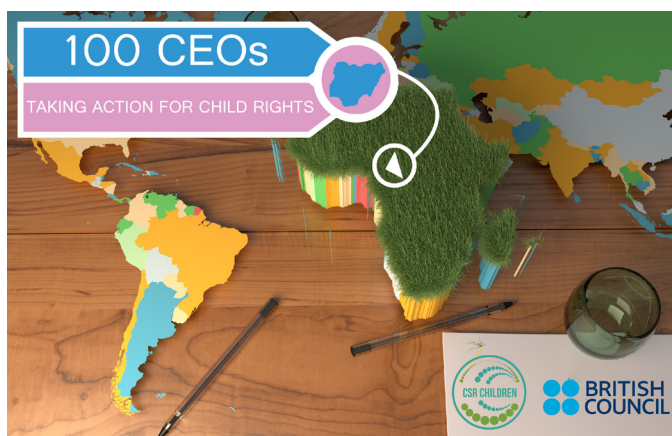 100 CEOs
TAKING ACTION FOR CHILD RIGHTS
CSR CHILDREN
BRITISH
COUNCIL